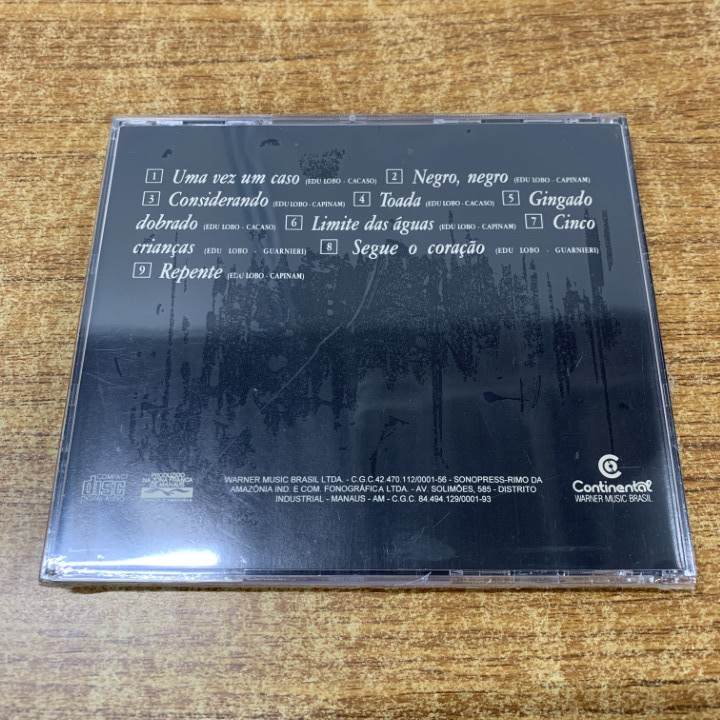 1 Uma vez um caso (EDU LOBO - CACASO) 2 Negro, negro (EDU LOBO - CAPINAM)
3 Considerando (EDU LOBO - CAPINAM) 4 Toada (EDU LOBO - CACASO) 5 Gingado
dobrado (EDU LOBO - CACASO) 6 Limite das águas (EDU LOBO - CAPINAM) 7 Cinco
crianças (EDU LOBO - GUARNIERI) 8 Segue o coração (EDU LOBO - GUARNIERI)
9 Repente (EDU LOBO - CAPINAM)
COMPACT
disc
DIGITAL AUDIO
PRODUZIDO
NA ZONA FRANCA
DE MANAUS
WARNER MUSIC BRASIL LTDA. - C.G.C.42.470.112/0001-56 - SONOPRESS-RIMO DA
AMAZÔNIA IND. E COM. FONOGRÁFICA LTDA. - AV. SOLIMÕES, 585 - DISTRITO
INDUSTRIAL - MANAUS - AM - C.G.C. 84.494.129/0001-93
Continental
WARNER MUSIC BRASIL